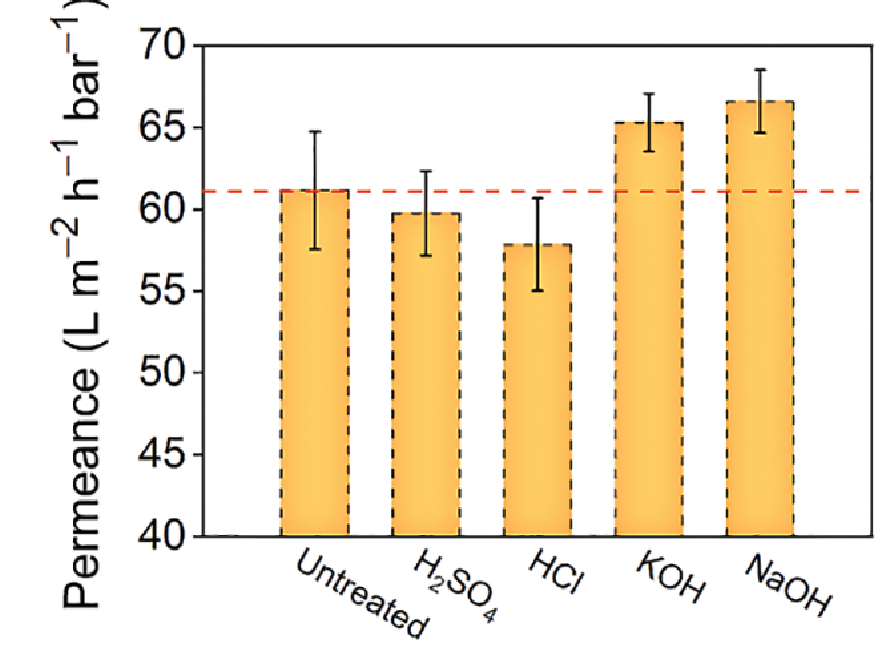 Permeance (L m⁻² h⁻¹ bar⁻¹)
70
65
60
55
50
45
40
Untreated
H₂SO₄
HCl
KOH
NaOH